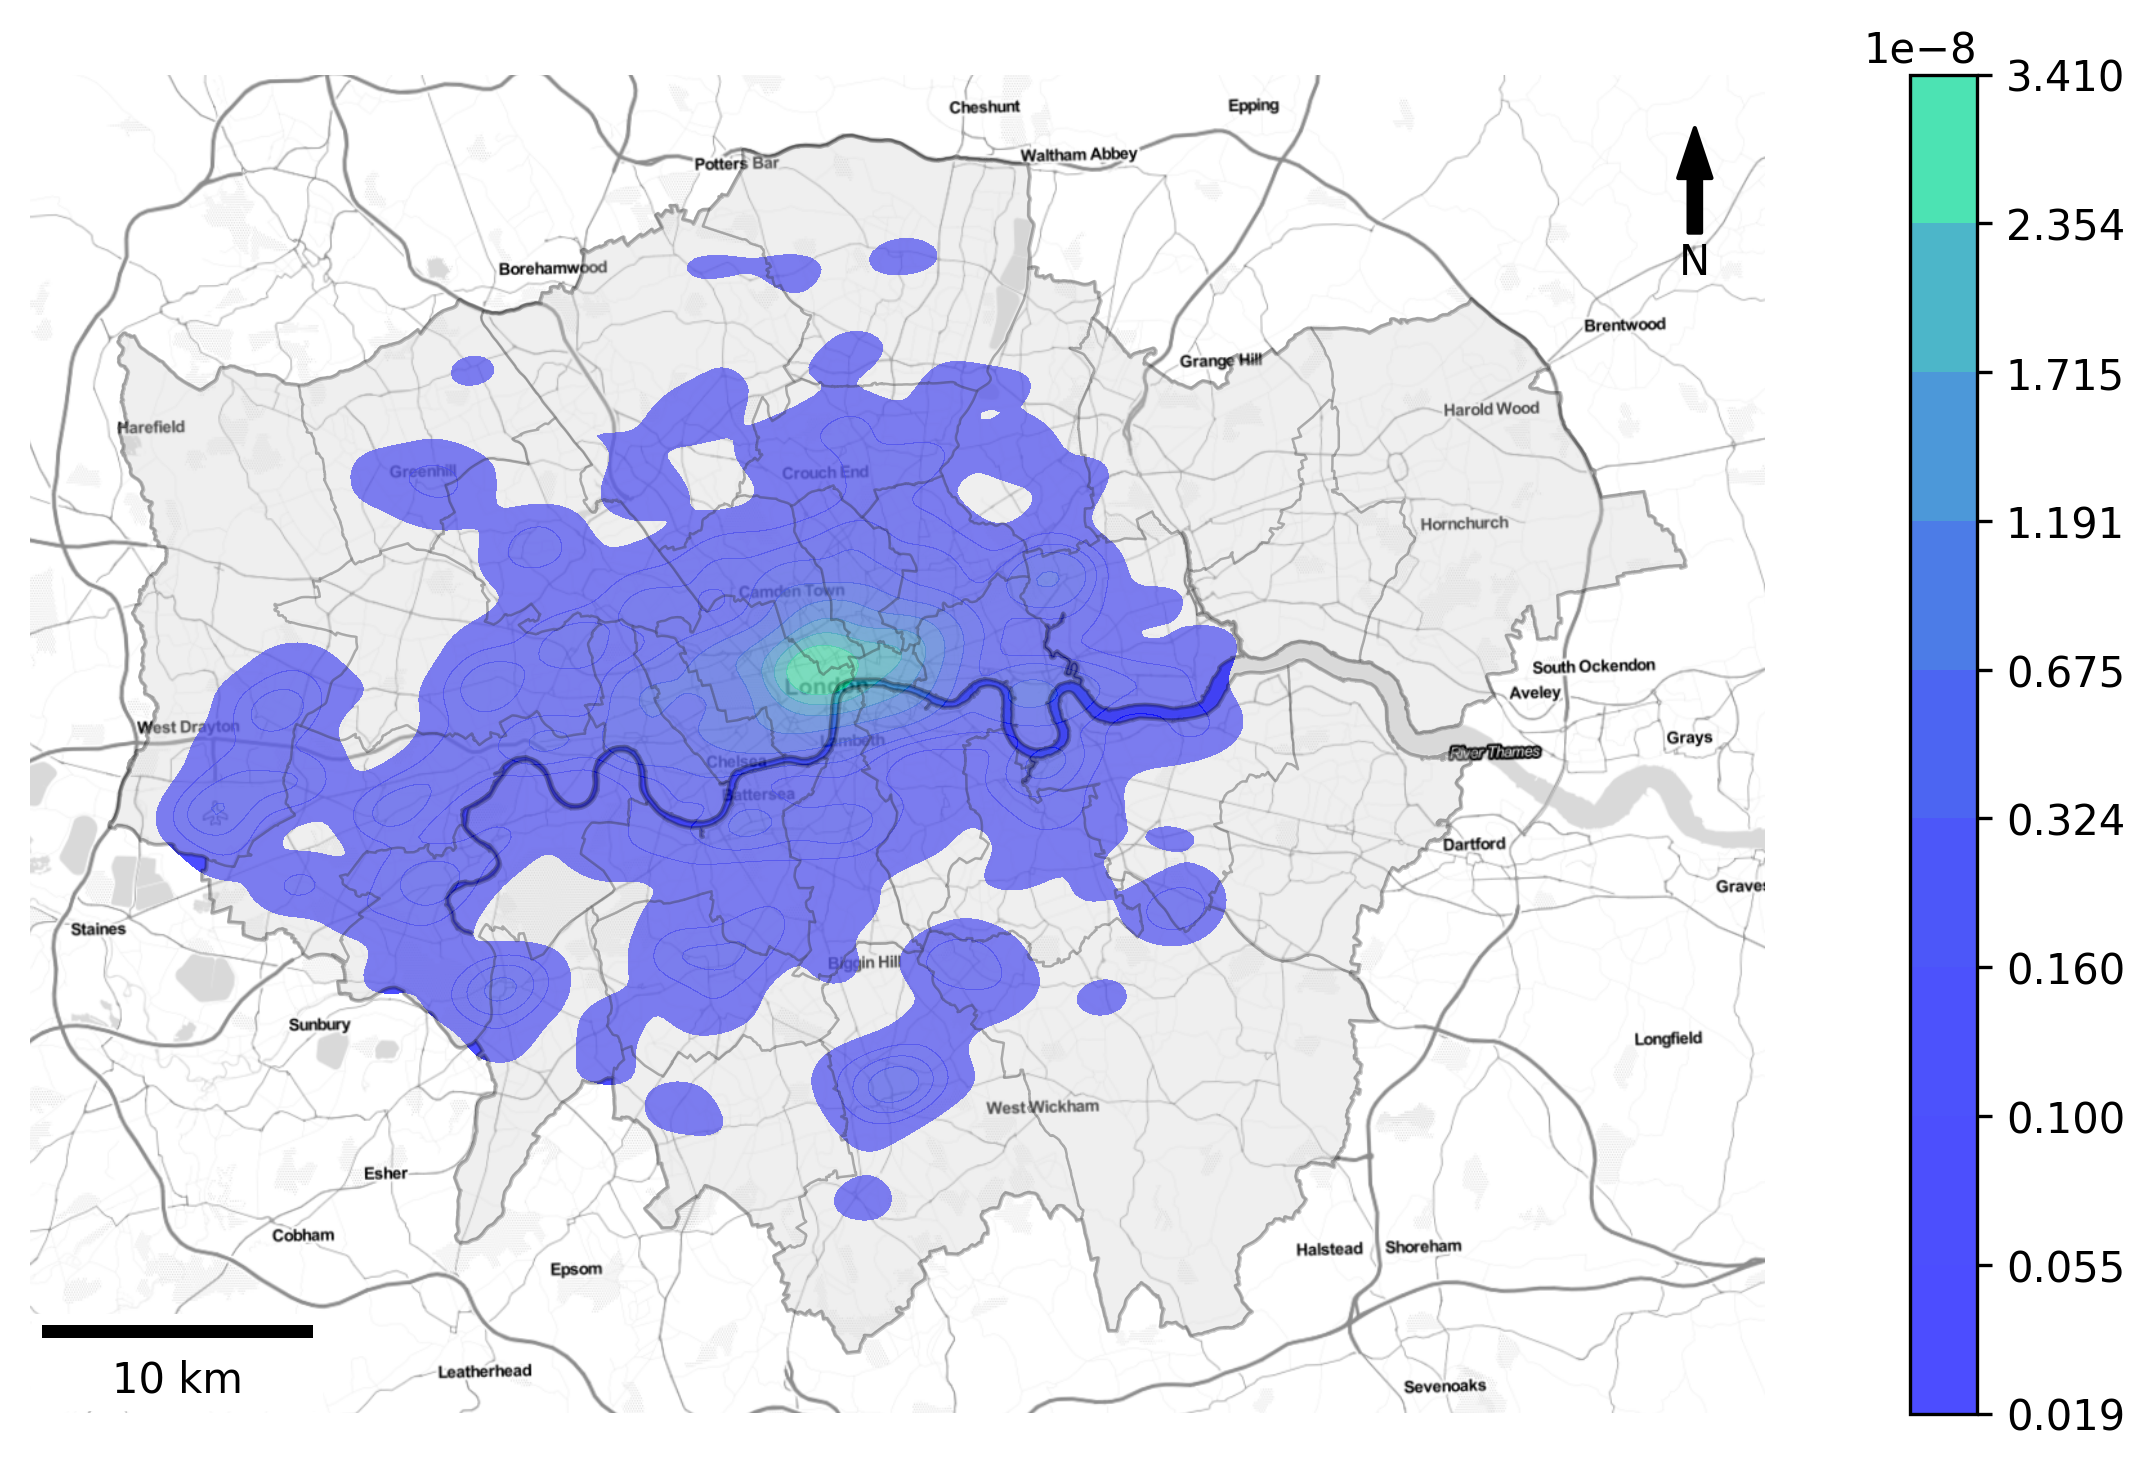 1e−8
Cheshunt
Epping
3.410
Potters Bar
Waltham Abbey
2.354
N
Borehamwood
Brentwood
Grange Hill
1.715
Harefield
Harold Wood
Greenhill
Crouch End
Hornchurch
1.191
Camden Town
South Ockendon
0.675
London
Aveley
West Drayton
Lambeth
Grays
River Thames
Chelsea
Battersea
0.324
Dartford
Graves
Staines
Biggin Hill
0.160
Sunbury
Longfield
West Wickham
0.100
Esher
Cobham
Halstead
Shoreham
Epsom
0.055
10 km
Leatherhead
Sevenoaks
0.019